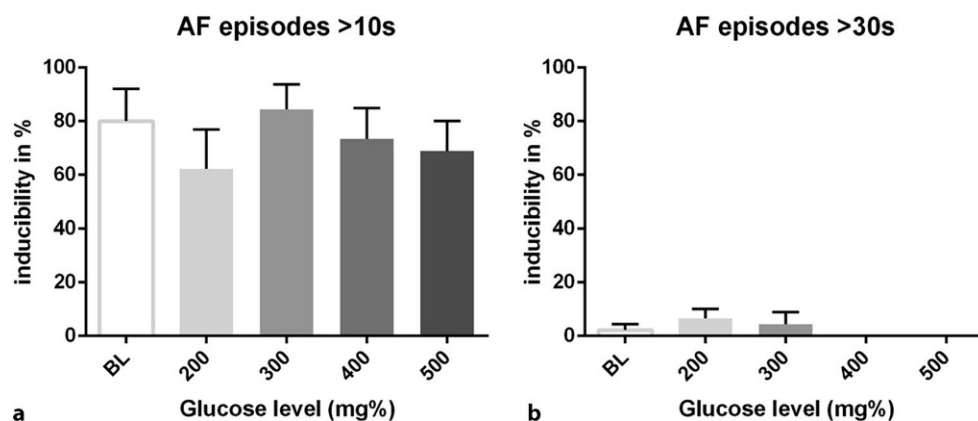 AF episodes >10s
inducibility in %
100
80
60
40
20
0
BL
200
300
400
500
Glucose level (mg%)
a
AF episodes >30s
inducibility in %
100
80
60
40
20
0
BL
200
300
400
500
Glucose level (mg%)
b